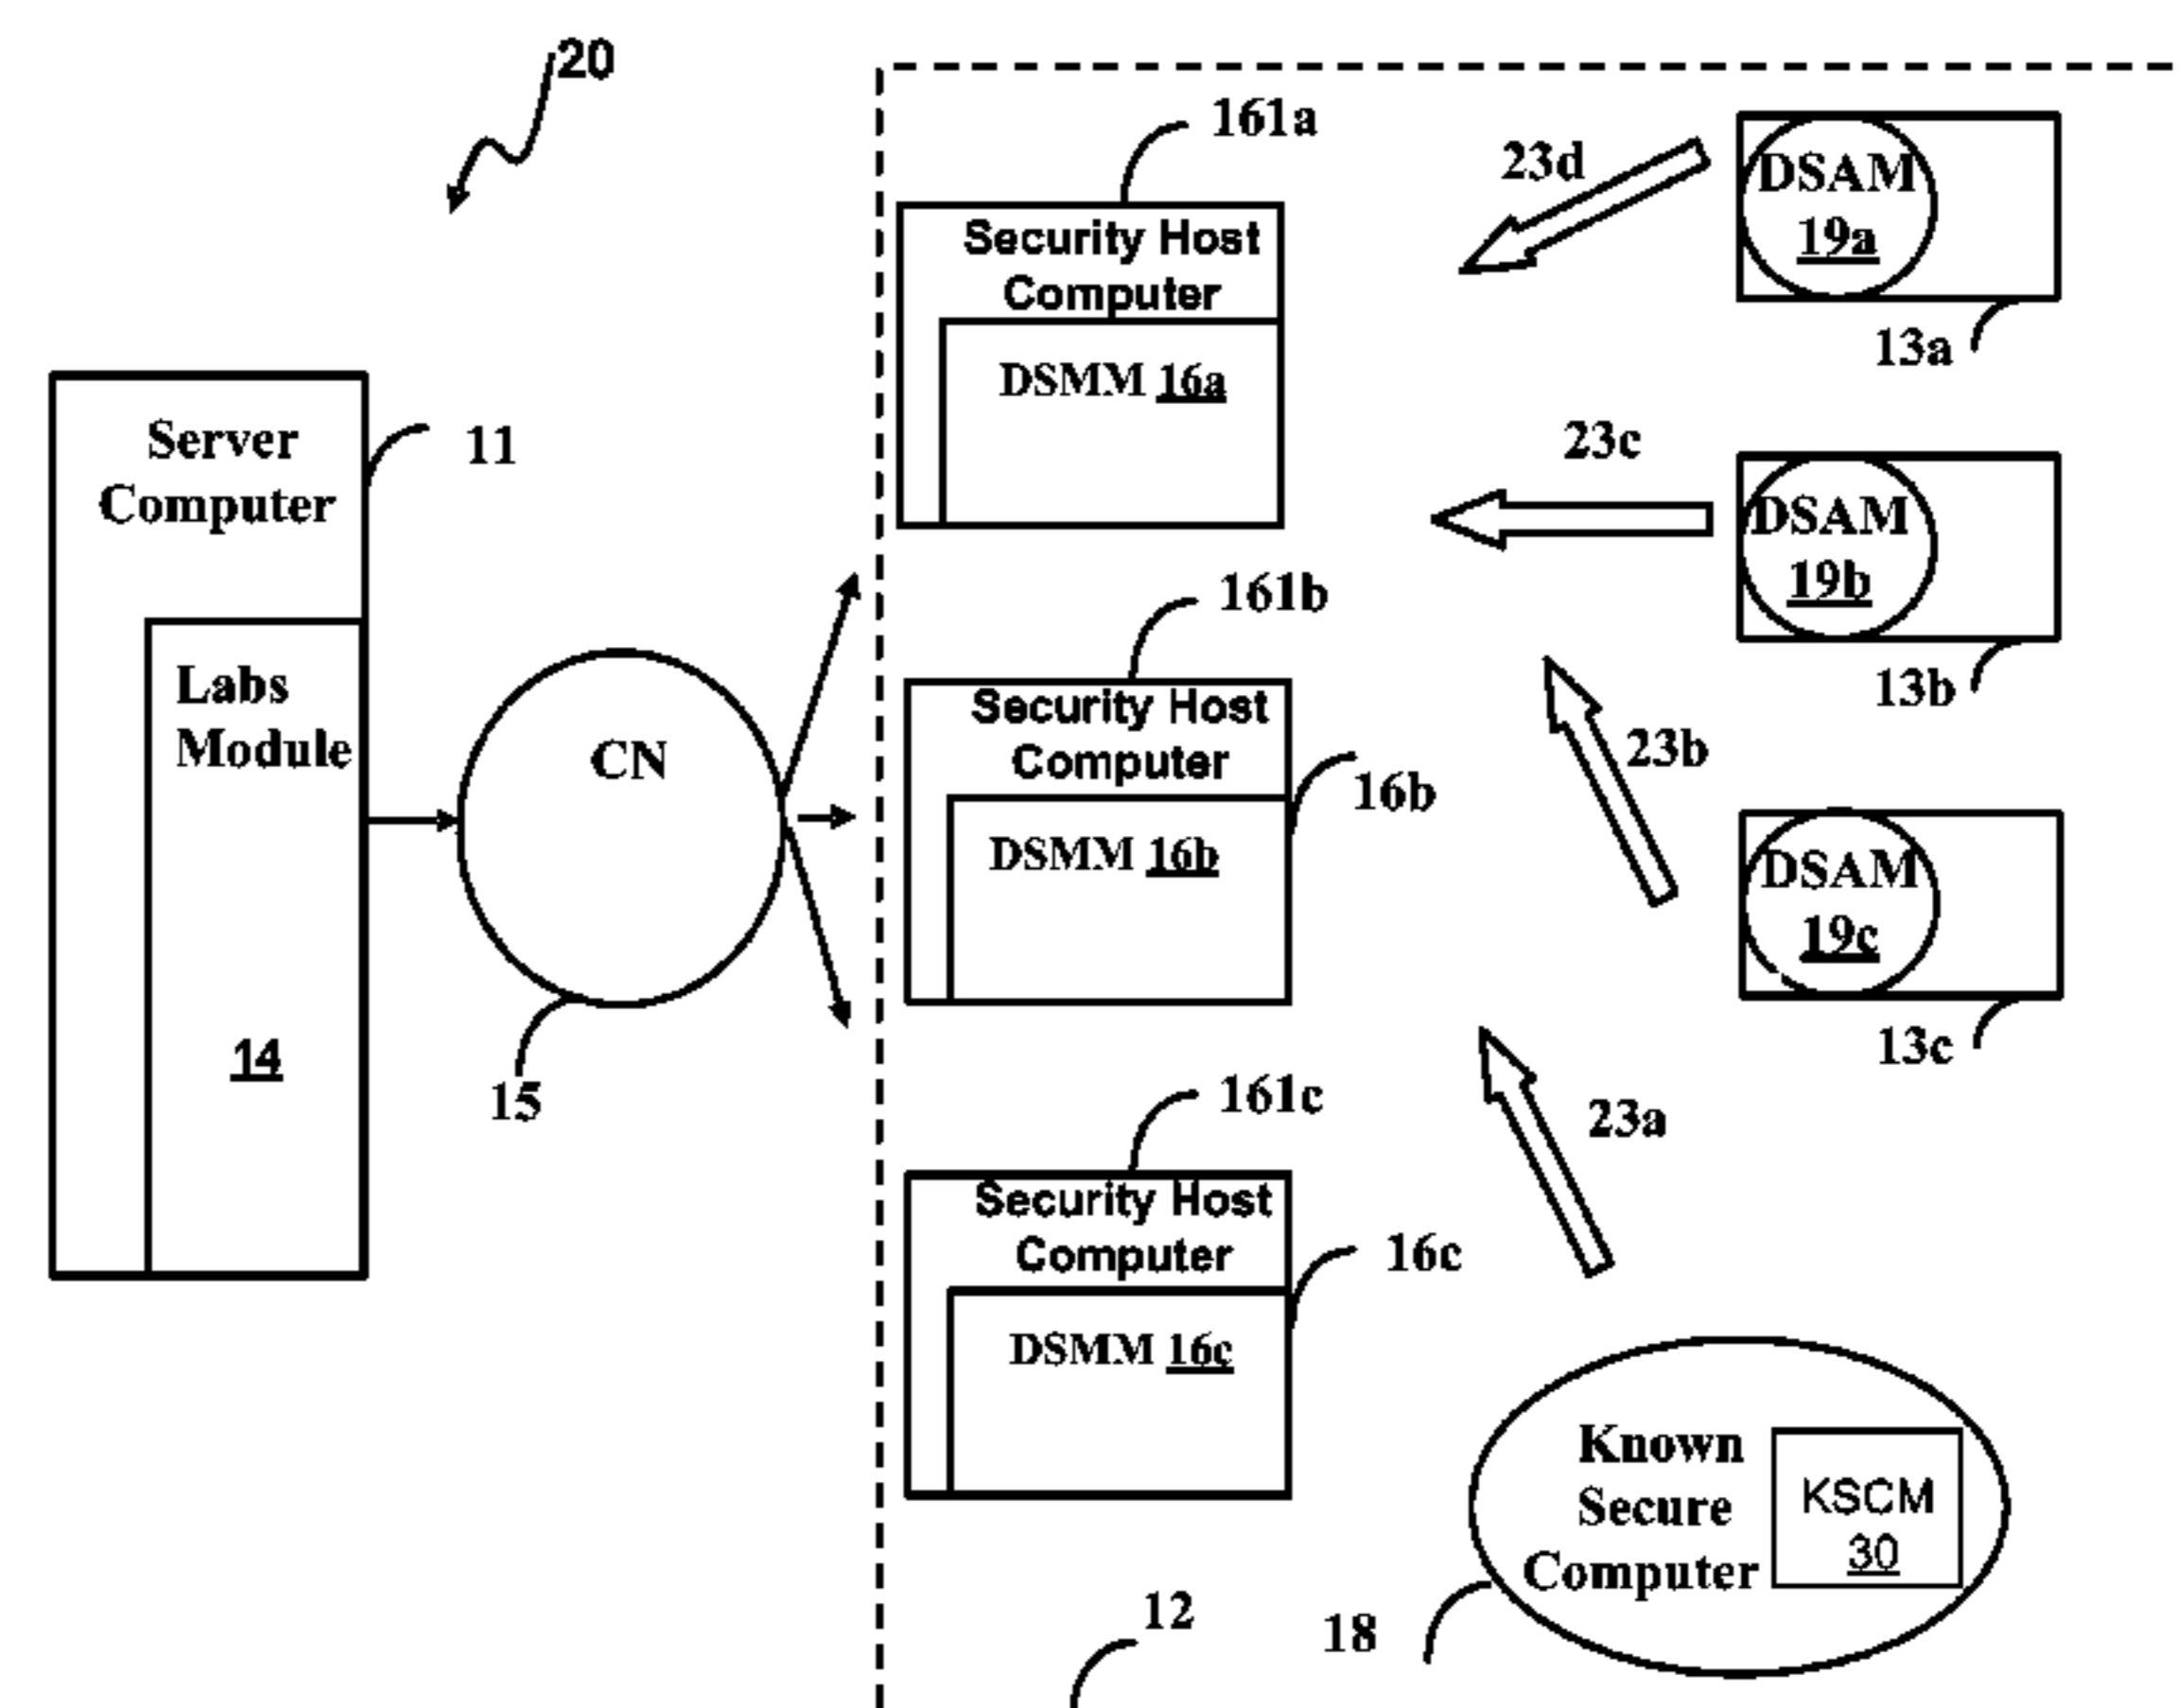 20
161a
Security Host
Computer
DSMM 16a
23d
DSAM
19a
13a
Server
Computer
11
Labs
Module
14
CN
15
23c
DSAM
19b
13b
161b
Security Host
Computer
16b
DSMM 16b
23b
DSAM
19c
13c
161c
Security Host
Computer
16c
DSMM 16c
23a
Known
Secure
Computer
KSCM
30
18
12